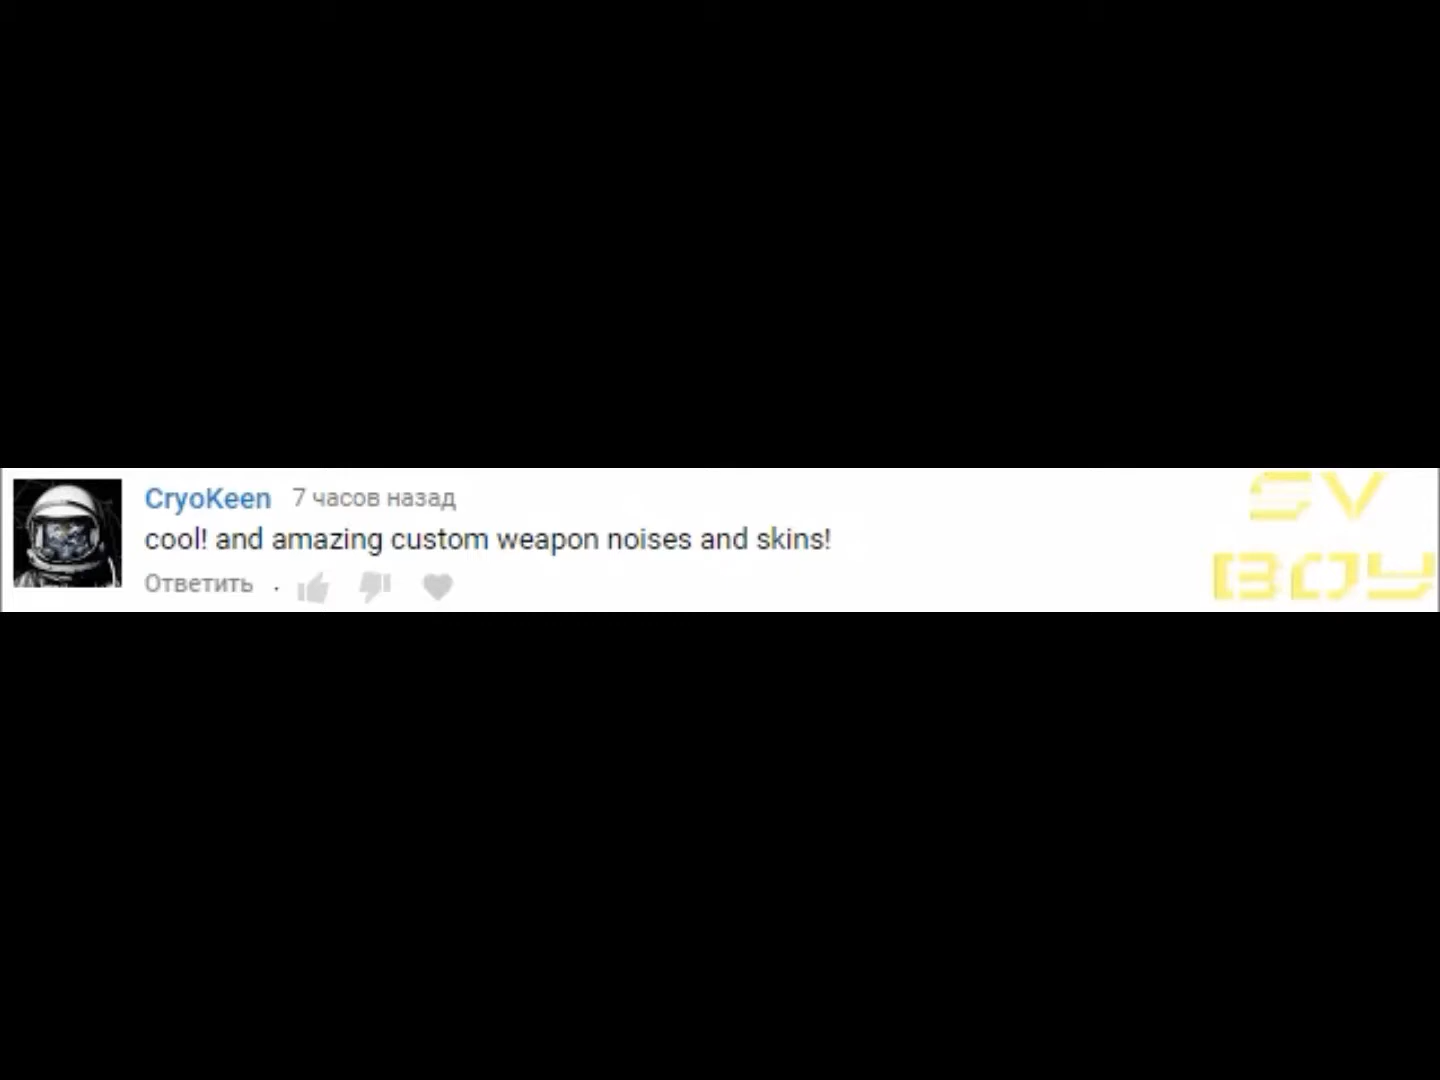 CryoKeen 7 часов назад
cool! and amazing custom weapon noises and skins!
Ответить .
SV
BOY